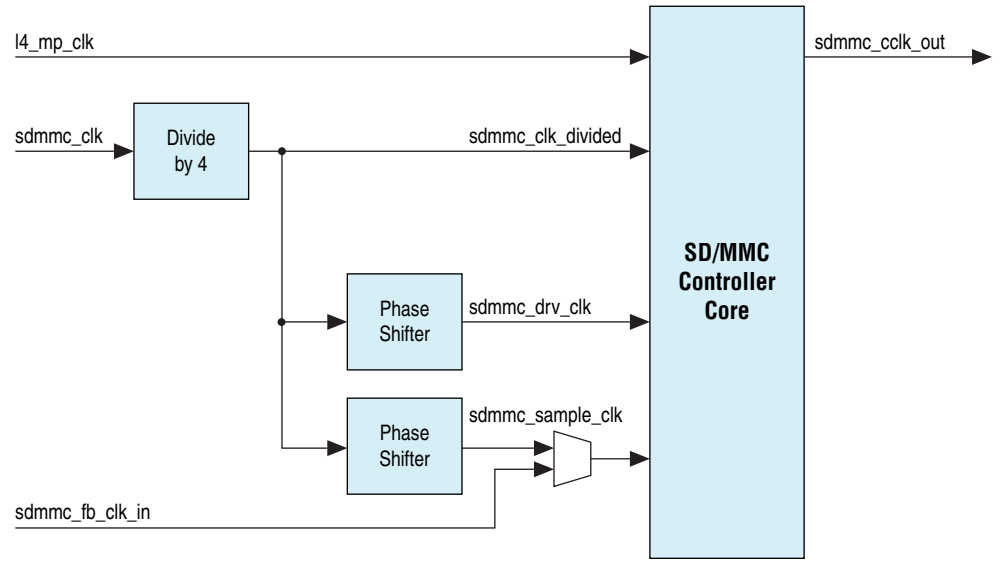 l4_mp_clk
sdmmc_cclk_out
sdmmc_clk
Divide
by 4
sdmmc_clk_divided
SD/MMC
Controller
Core
Phase
Shifter
sdmmc_drv_clk
Phase
Shifter
sdmmc_sample_clk
sdmmc_fb_clk_in